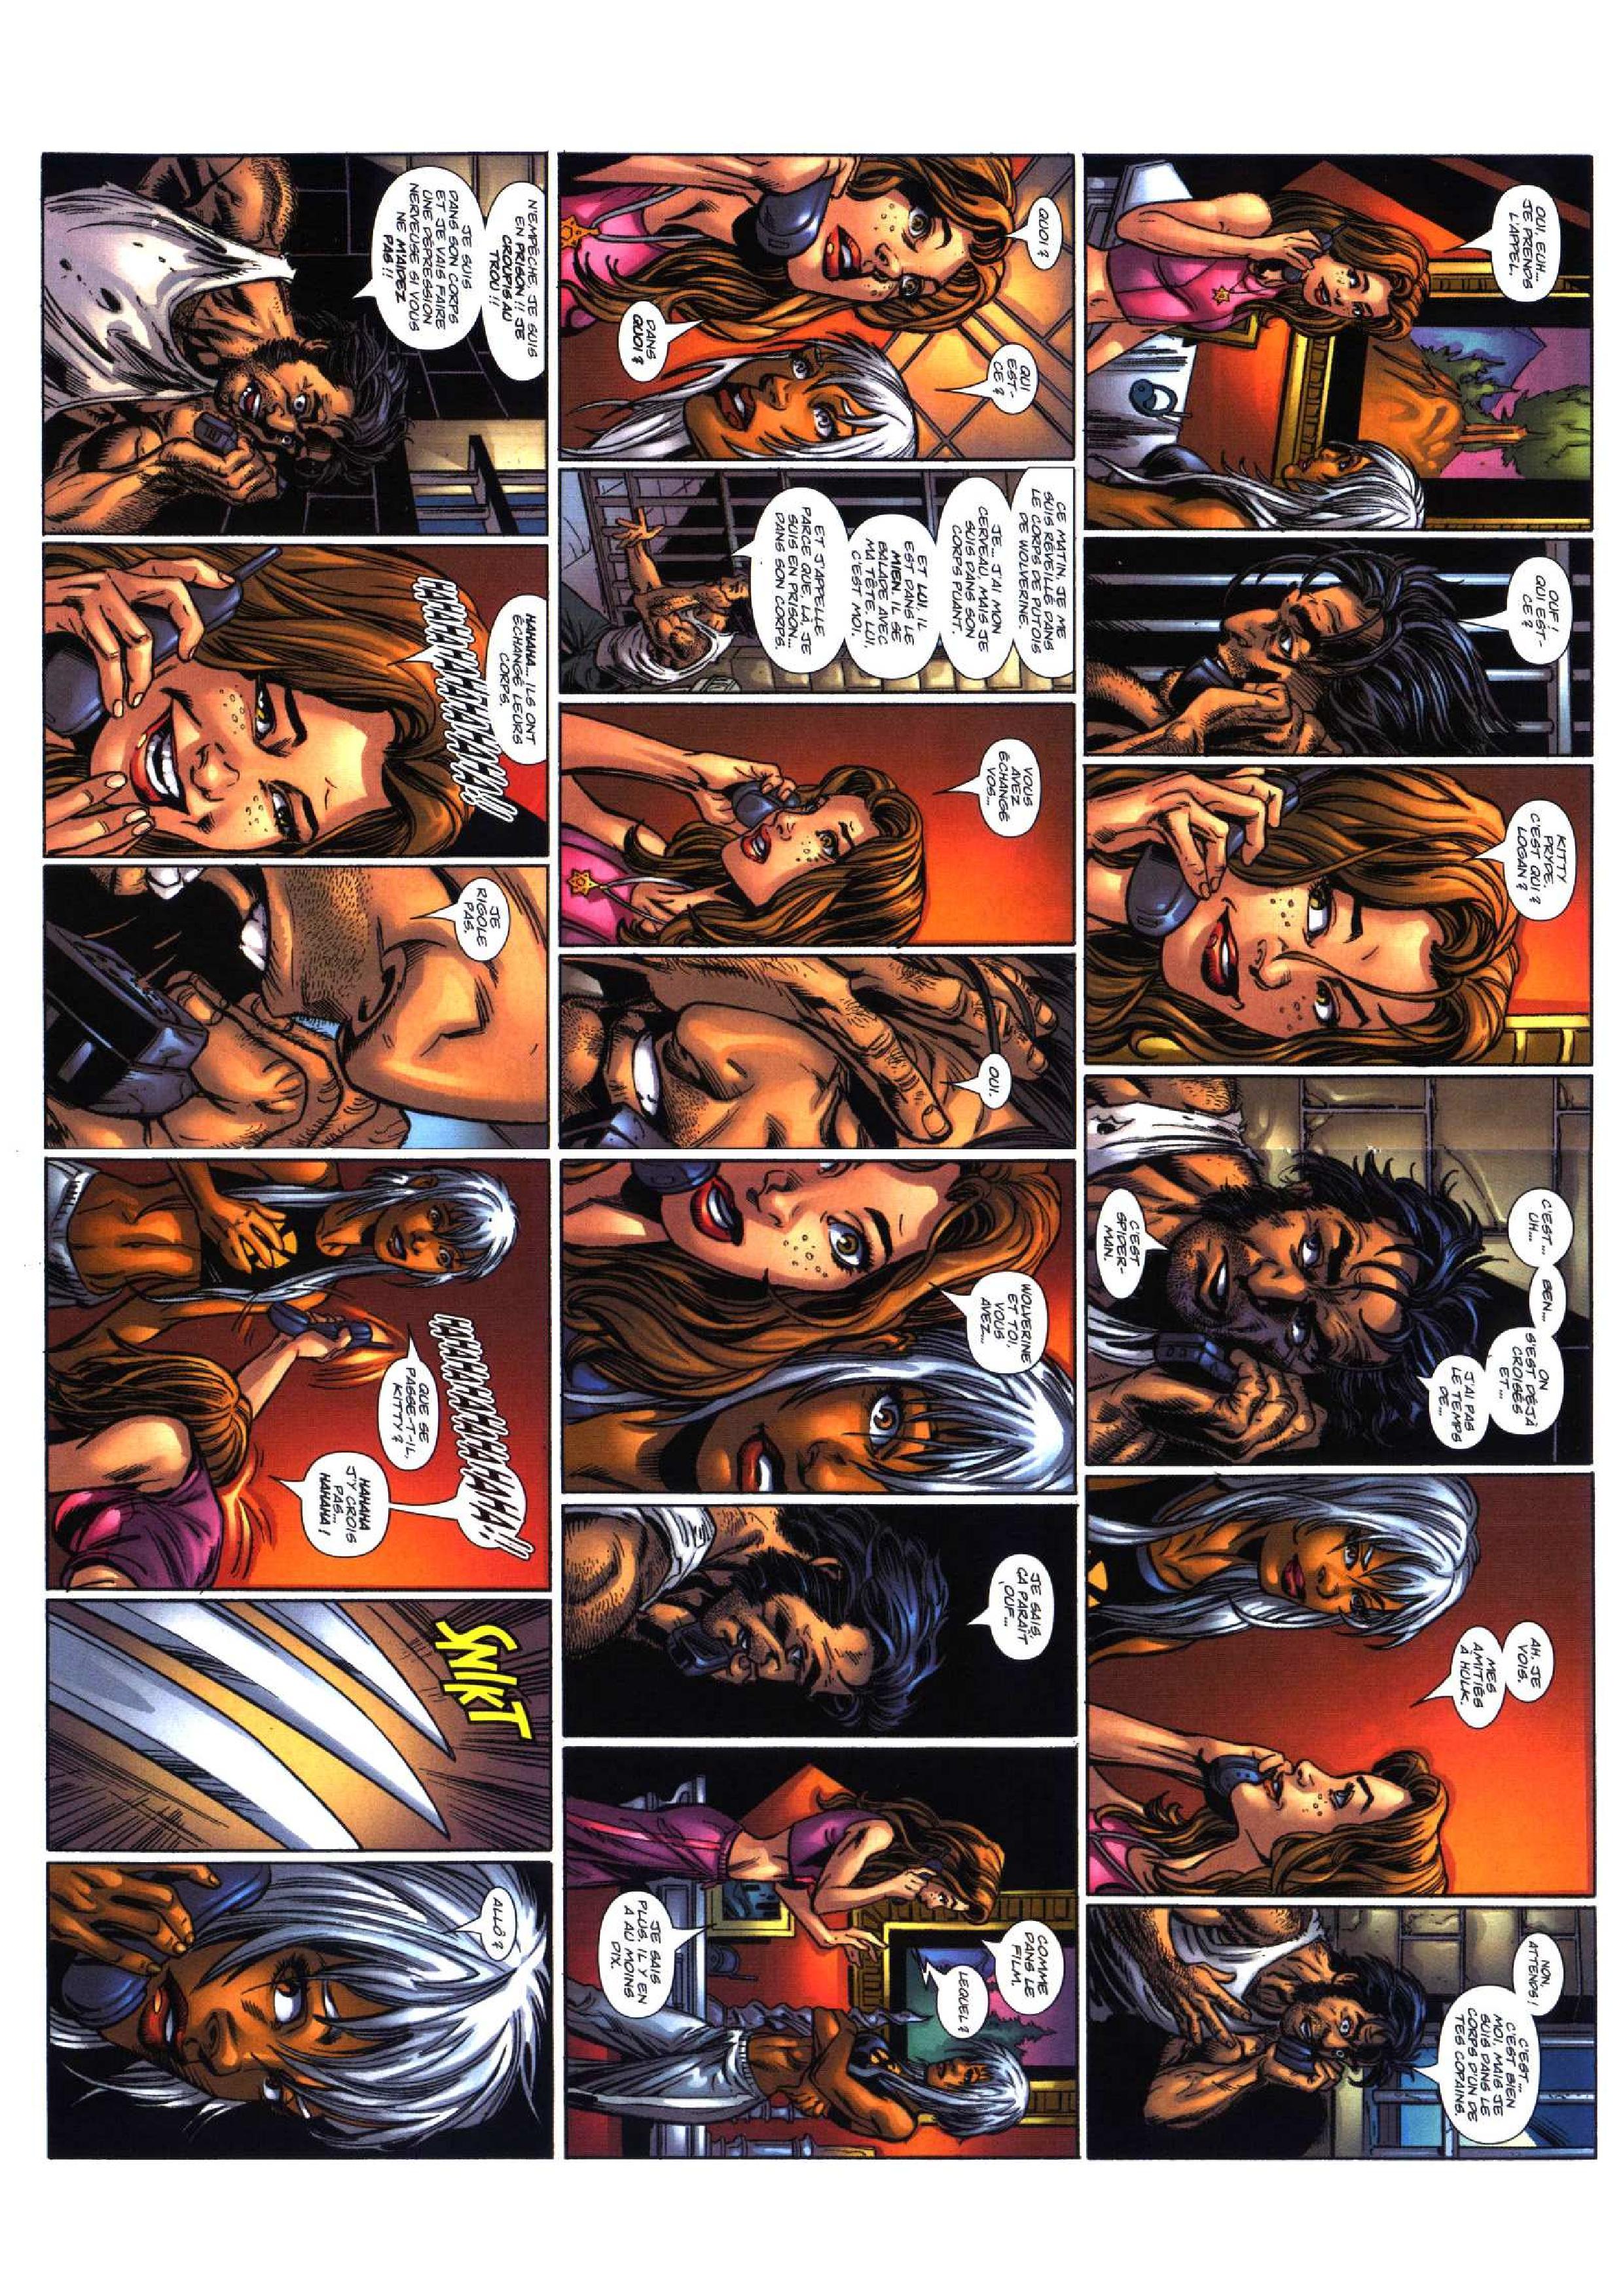 OUI, EUH...
JE PRENDS
L'APPEL.
OUF!
QUI EST-
CE?
KITTY
PRYDE.
C'EST QUI?
LOGAN?
C'EST...
UH...
BEN...
ON
S'EST DÉJÀ
CROISÉS
ET...
J'AI PAS
LE TEMPS
DE...
C'EST
SPIDER-
MAN.
AH, JE
VOIS.
MES
AMITIÉS
À HULK.
NON,
ATTENDS!
C'EST...
C'EST BIEN
MOI, MAIS JE
SUIS DANS LE
CORPS D'UN DE
TES COPAINS.
QUOI?
QUI
EST-
CE?
DANS
QUOI?
CE MATIN, JE ME
SUIS RÉVEILLÉ DANS
LE CORPS DE PUTOIS
DE WOLVERINE.
JE... J'AI MON
CERVEAU, MAIS JE
SUIS DANS SON
CORPS PUANT.
ET LUI, IL
EST DANS LE
MIEN. IL SE
BALADE AVEC
MA TÊTE. LUI,
C'EST MOI.
ET J'APPELLE
PARCE QUE, LÀ, JE
SUIS EN PRISON...
DANS SON CORPS.
VOUS
AVEZ
ÉCHANGÉ
VOS...
OUI.
WOLVERINE
ET TOI,
VOUS
AVEZ...
JE SAIS,
ÇA PARAÎT
OUF...
COMME
DANS LE
FILM.
LEQUEL?
JE SAIS
PLUS, IL Y EN
A AU MOINS
DIX.
N'EMPÊCHE, JE SUIS
EN PRISON!! JE
CROUPIS AU
TROU!!
JE SUIS
DANS SON CORPS
ET JE VAIS FAIRE
UNE DÉPRESSION
NERVEUSE SI VOUS
NE M'AIDEZ
PAS!!
HAHAHA... ILS ONT
ÉCHANGÉ LEURS
CORPS.
HAHAHAHAHAHAHAHA!!
JE
RIGOLE
PAS.
HAHAHAHAHAHAHAHAHA!!
QUE SE
PASSE-T-IL,
KITTY?
HAHAHA
J'Y CROIS
PAS...
HAHAHA!
SNIKT
ALLÔ?